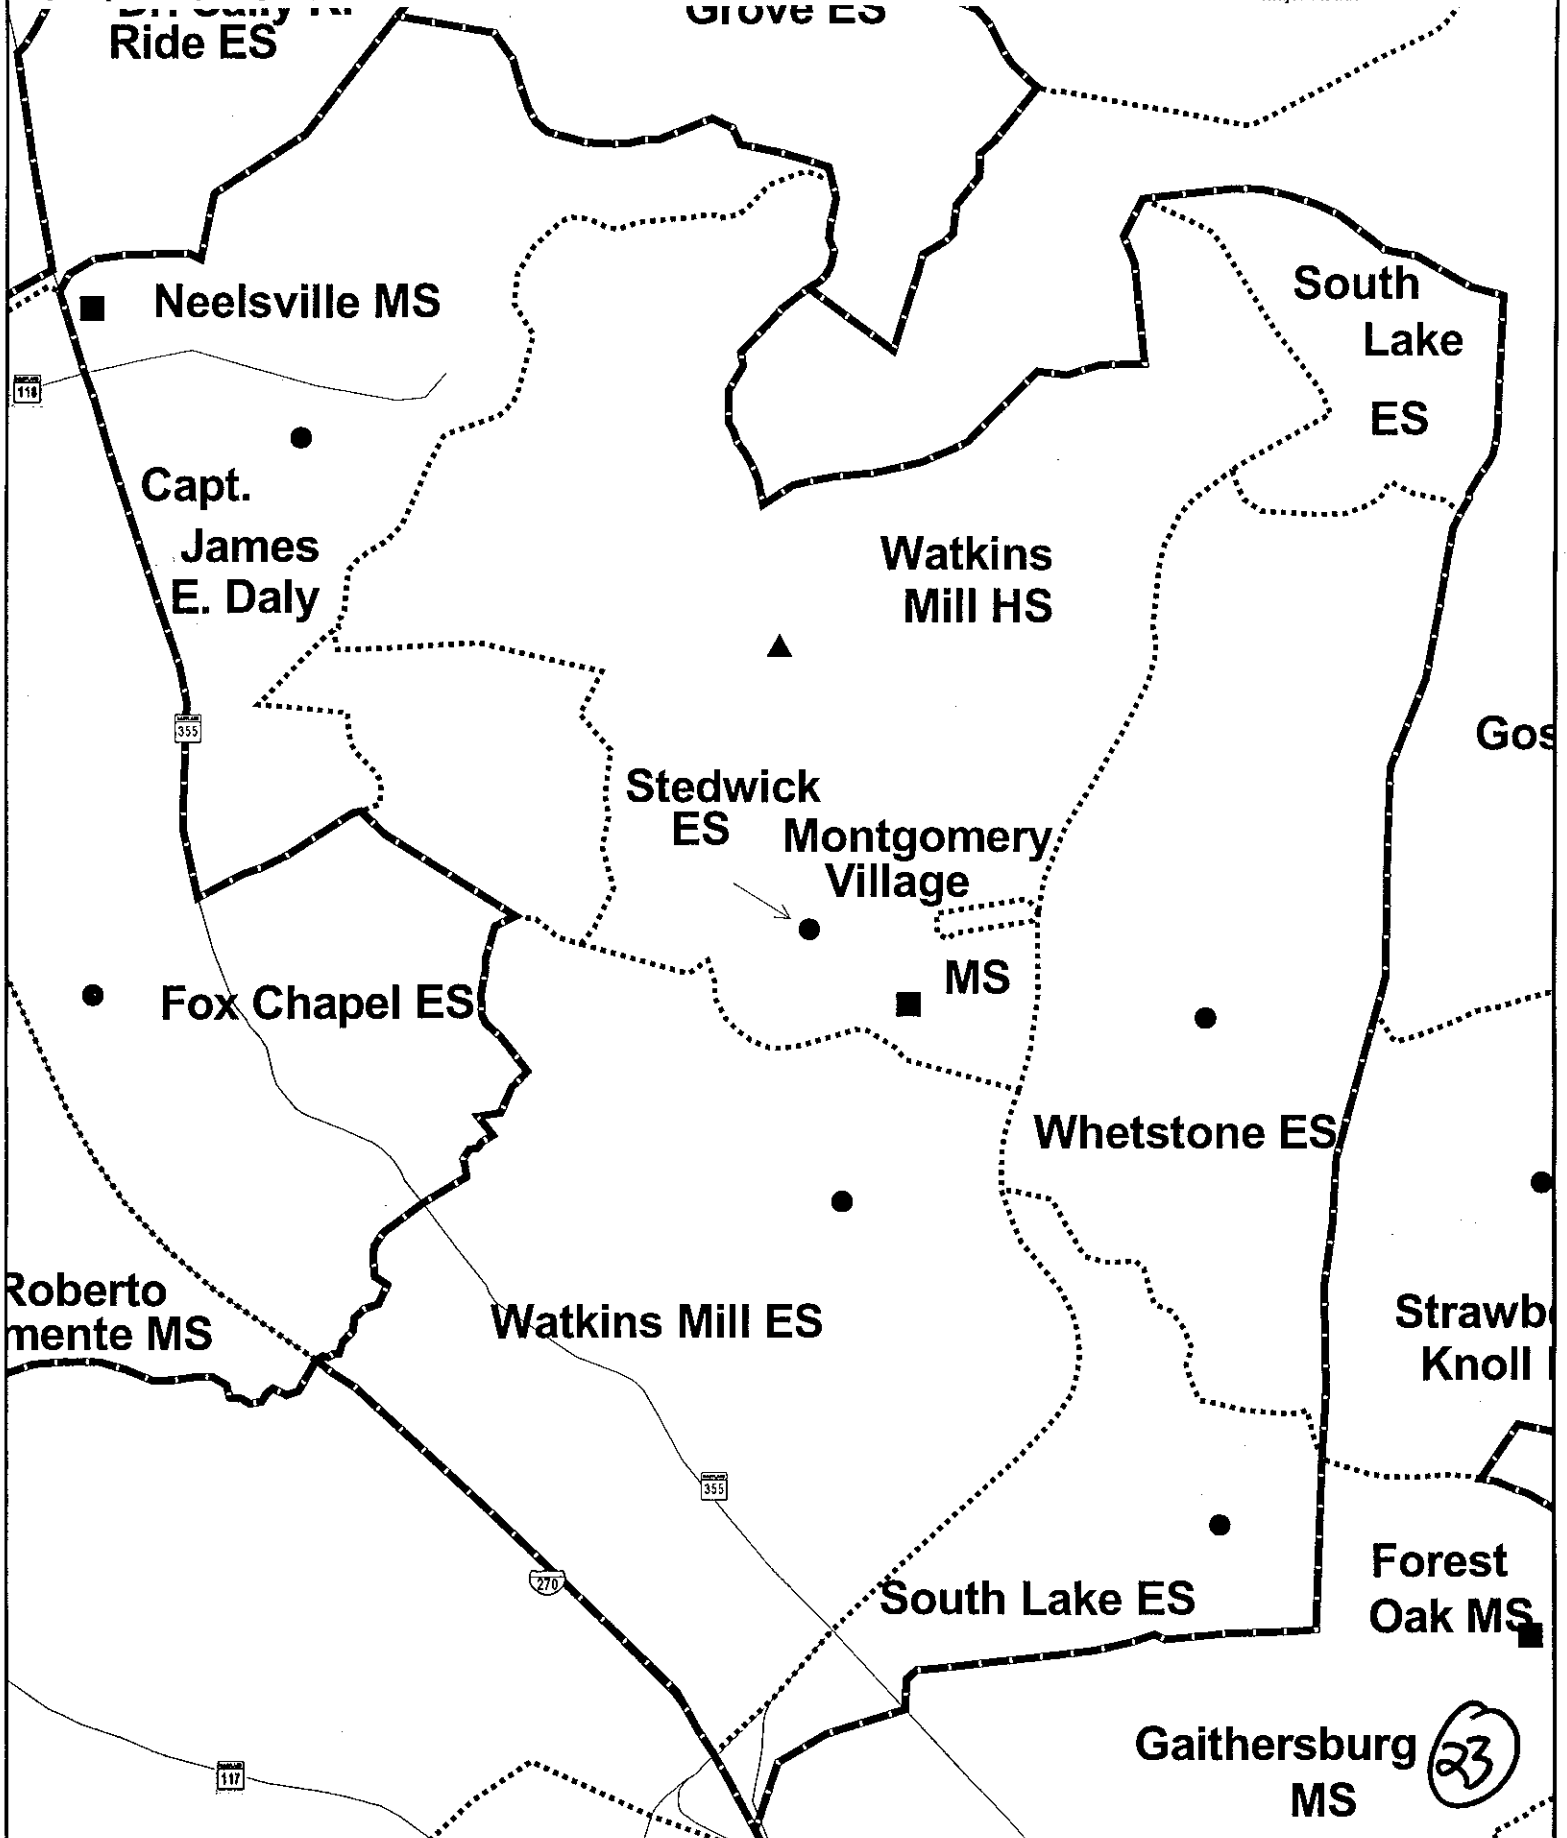 Ride ES
Grove ES
Neelsville MS
118
South
Lake
ES
Capt.
James
E. Daly
Watkins
Mill HS
355
Gos
Stedwick
ES
Montgomery
Village
MS
Fox Chapel ES
Whetstone ES
Roberto
mente MS
Watkins Mill ES
Strawb
Knoll
355
270
South Lake ES
Forest
Oak MS
117
Gaithersburg
MS
23